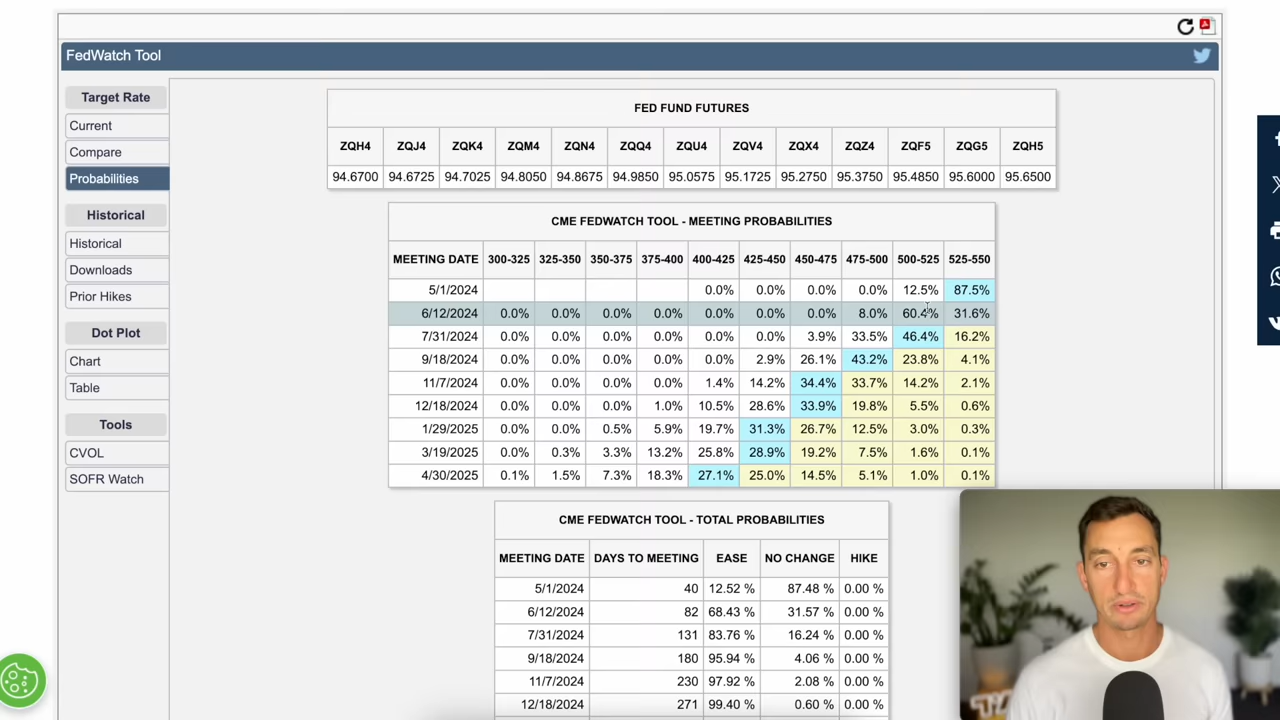 FedWatch Tool
Target Rate
Current
Compare
Probabilities
Historical
Historical
Downloads
Prior Hikes
Dot Plot
Chart
Table
Tools
CVOL
SOFR Watch
FED FUND FUTURES
ZQH4 ZQJ4 ZQK4 ZQM4 ZQN4 ZQQ4 ZQU4 ZQV4 ZQX4 ZQZ4 ZQF5 ZQG5 ZQH5
94.6700 94.6725 94.7025 94.8050 94.8675 94.9850 95.0575 95.1725 95.2750 95.3750 95.4850 95.6000 95.6500
CME FEDWATCH TOOL - MEETING PROBABILITIES
MEETING DATE 300-325 325-350 350-375 375-400 400-425 425-450 450-475 475-500 500-525 525-550
5/1/2024 0.0% 0.0% 0.0% 0.0% 12.5% 87.5%
6/12/2024 0.0% 0.0% 0.0% 0.0% 0.0% 0.0% 0.0% 8.0% 60.4% 31.6%
7/31/2024 0.0% 0.0% 0.0% 0.0% 0.0% 0.0% 3.9% 33.5% 46.4% 16.2%
9/18/2024 0.0% 0.0% 0.0% 0.0% 0.0% 2.9% 26.1% 43.2% 23.8% 4.1%
11/7/2024 0.0% 0.0% 0.0% 0.0% 1.4% 14.2% 34.4% 33.7% 14.2% 2.1%
12/18/2024 0.0% 0.0% 0.0% 1.0% 10.5% 28.6% 33.9% 19.8% 5.5% 0.6%
1/29/2025 0.0% 0.0% 0.5% 5.9% 19.7% 31.3% 26.7% 12.5% 3.0% 0.3%
3/19/2025 0.0% 0.3% 3.3% 13.2% 25.8% 28.9% 19.2% 7.5% 1.6% 0.1%
4/30/2025 0.1% 1.5% 7.3% 18.3% 27.1% 25.0% 14.5% 5.1% 1.0% 0.1%
CME FEDWATCH TOOL - TOTAL PROBABILITIES
MEETING DATE DAYS TO MEETING EASE NO CHANGE HIKE
5/1/2024 40 12.52 % 87.48 % 0.00 %
6/12/2024 82 68.43 % 31.57 % 0.00 %
7/31/2024 131 83.76 % 16.24 % 0.00 %
9/18/2024 180 95.94 % 4.06 % 0.00 %
11/7/2024 230 97.92 % 2.08 % 0.00 %
12/18/2024 271 99.40 % 0.60 % 0.00 %